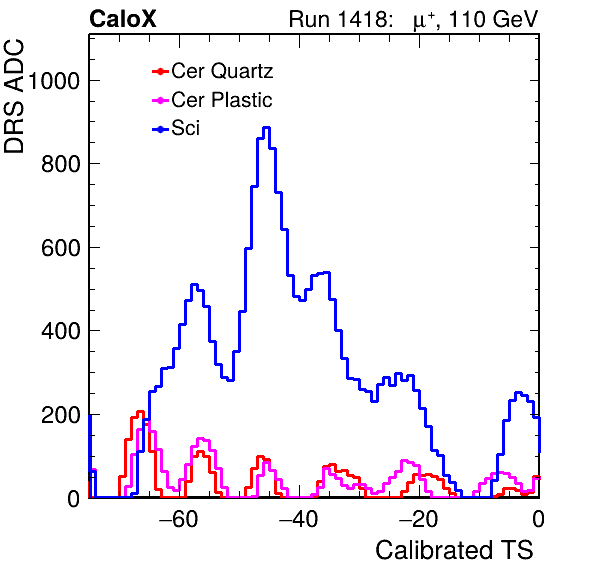 CaloX Run 1418: μ⁺, 110 GeV
DRS ADC
1000
800
600
400
200
0
Cer Quartz
Cer Plastic
Sci
−60 −40 −20 0
Calibrated TS